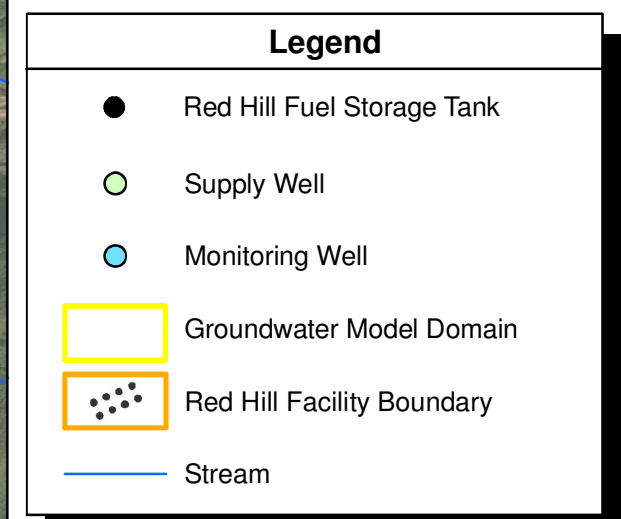 Legend
Red Hill Fuel Storage Tank
Supply Well
Monitoring Well
Groundwater Model Domain
Red Hill Facility Boundary
Stream